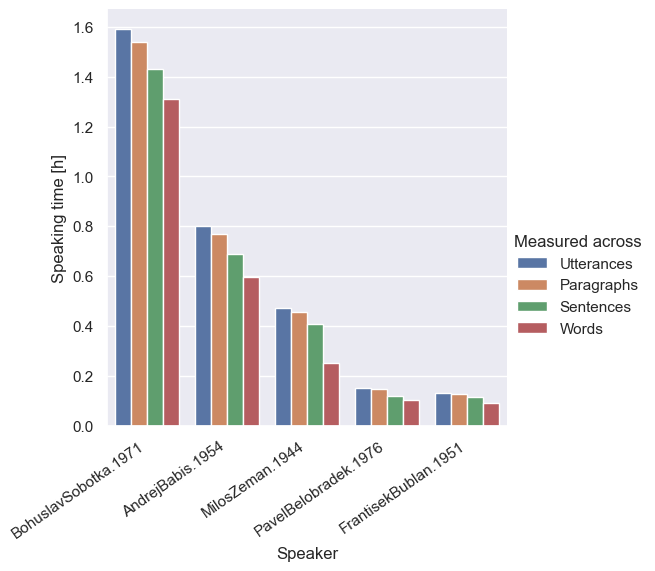 1.6
1.4
1.2
1.0
0.8
0.6
0.4
0.2
0.0
Speaking time [h]
BohuslavSobotka.1971
AndrejBabis.1954
MilosZeman.1944
PavelBelobradek.1976
FrantisekBublan.1951
Speaker
Measured across
Utterances
Paragraphs
Sentences
Words